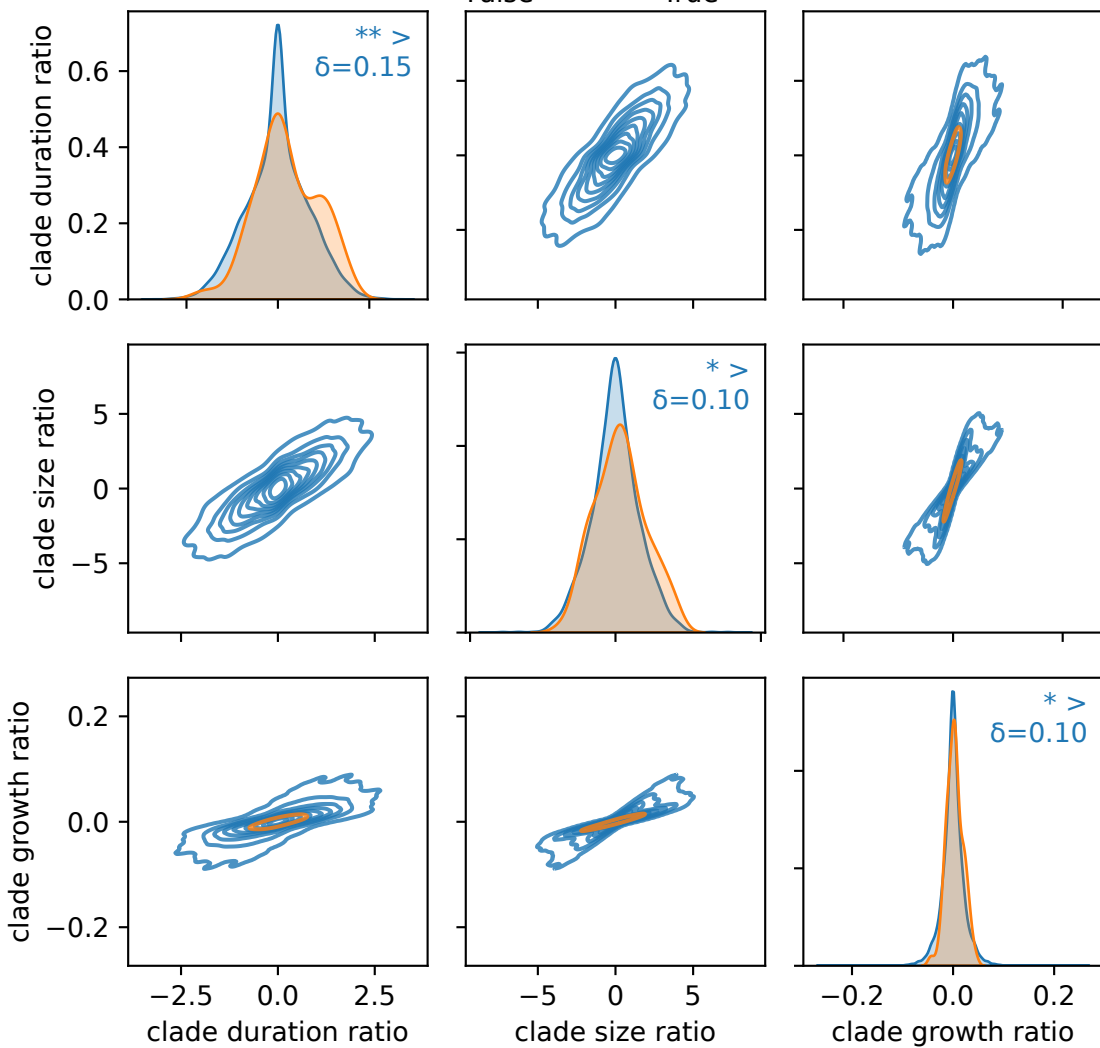 clade duration ratio
0.6
0.4
0.2
0.0
** >
δ=0.15
clade size ratio
5
0
−5
* >
δ=0.10
clade growth ratio
0.2
0.0
−0.2
* >
δ=0.10
−2.5 0.0 2.5
−5 0 5
−0.2 0.0 0.2
clade duration ratio
clade size ratio
clade growth ratio